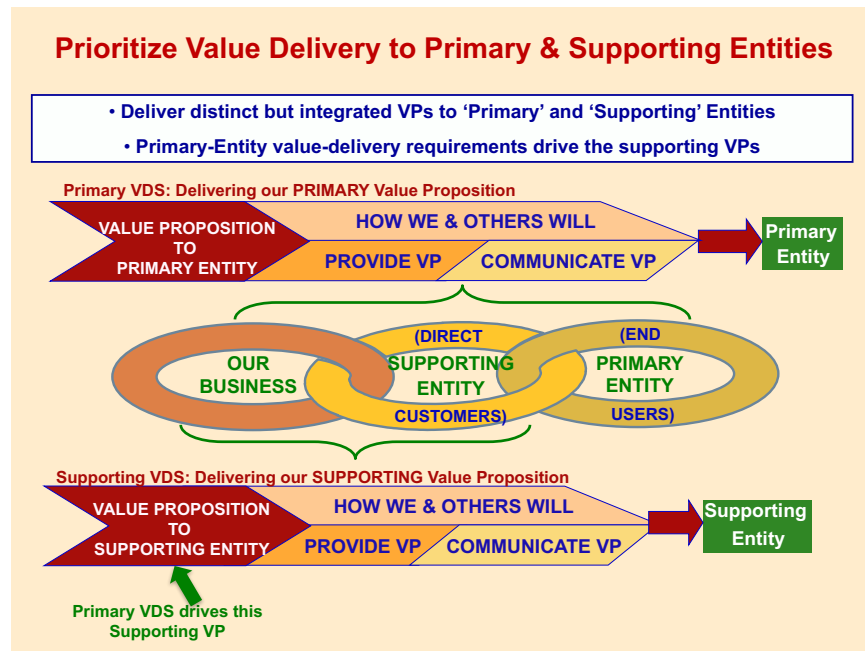 Prioritize Value Delivery to Primary & Supporting Entities
• Deliver distinct but integrated VPs to ‘Primary’ and ‘Supporting’ Entities
• Primary-Entity value-delivery requirements drive the supporting VPs
Primary VDS: Delivering our PRIMARY Value Proposition
VALUE PROPOSITION
TO
PRIMARY ENTITY
HOW WE & OTHERS WILL
PROVIDE VP
COMMUNICATE VP
Primary
Entity
OUR
BUSINESS
(DIRECT
SUPPORTING
ENTITY
CUSTOMERS)
(END
PRIMARY
ENTITY
USERS)
Supporting VDS: Delivering our SUPPORTING Value Proposition
VALUE PROPOSITION
TO
SUPPORTING ENTITY
HOW WE & OTHERS WILL
PROVIDE VP
COMMUNICATE VP
Supporting
Entity
Primary VDS drives this
Supporting VP